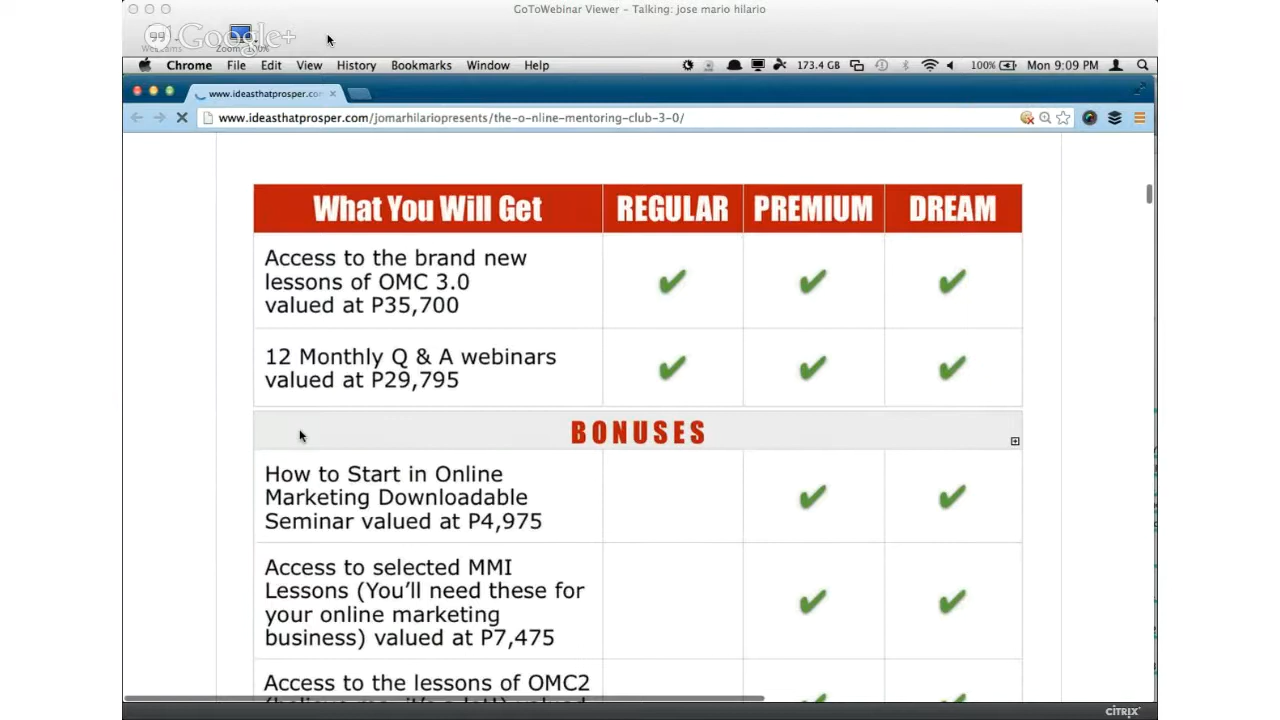 GoToWebinar Viewer - Talking: jose mario hilario
Google+
Chrome File Edit View History Bookmarks Window Help 173.4 GB 100% Mon 9:09 PM
www.ideasthatprosper.co
www.ideasthatprosper.com/jomarhilariopresents/the-o-nline-mentoring-club-3-0/
What You Will Get REGULAR PREMIUM DREAM
Access to the brand new
lessons of OMC 3.0
valued at P35,700
12 Monthly Q & A webinars
valued at P29,795
BONUSES
How to Start in Online
Marketing Downloadable
Seminar valued at P4,975
Access to selected MMI
Lessons (You'll need these for
your online marketing
business) valued at P7,475
Access to the lessons of OMC2
CITRIX